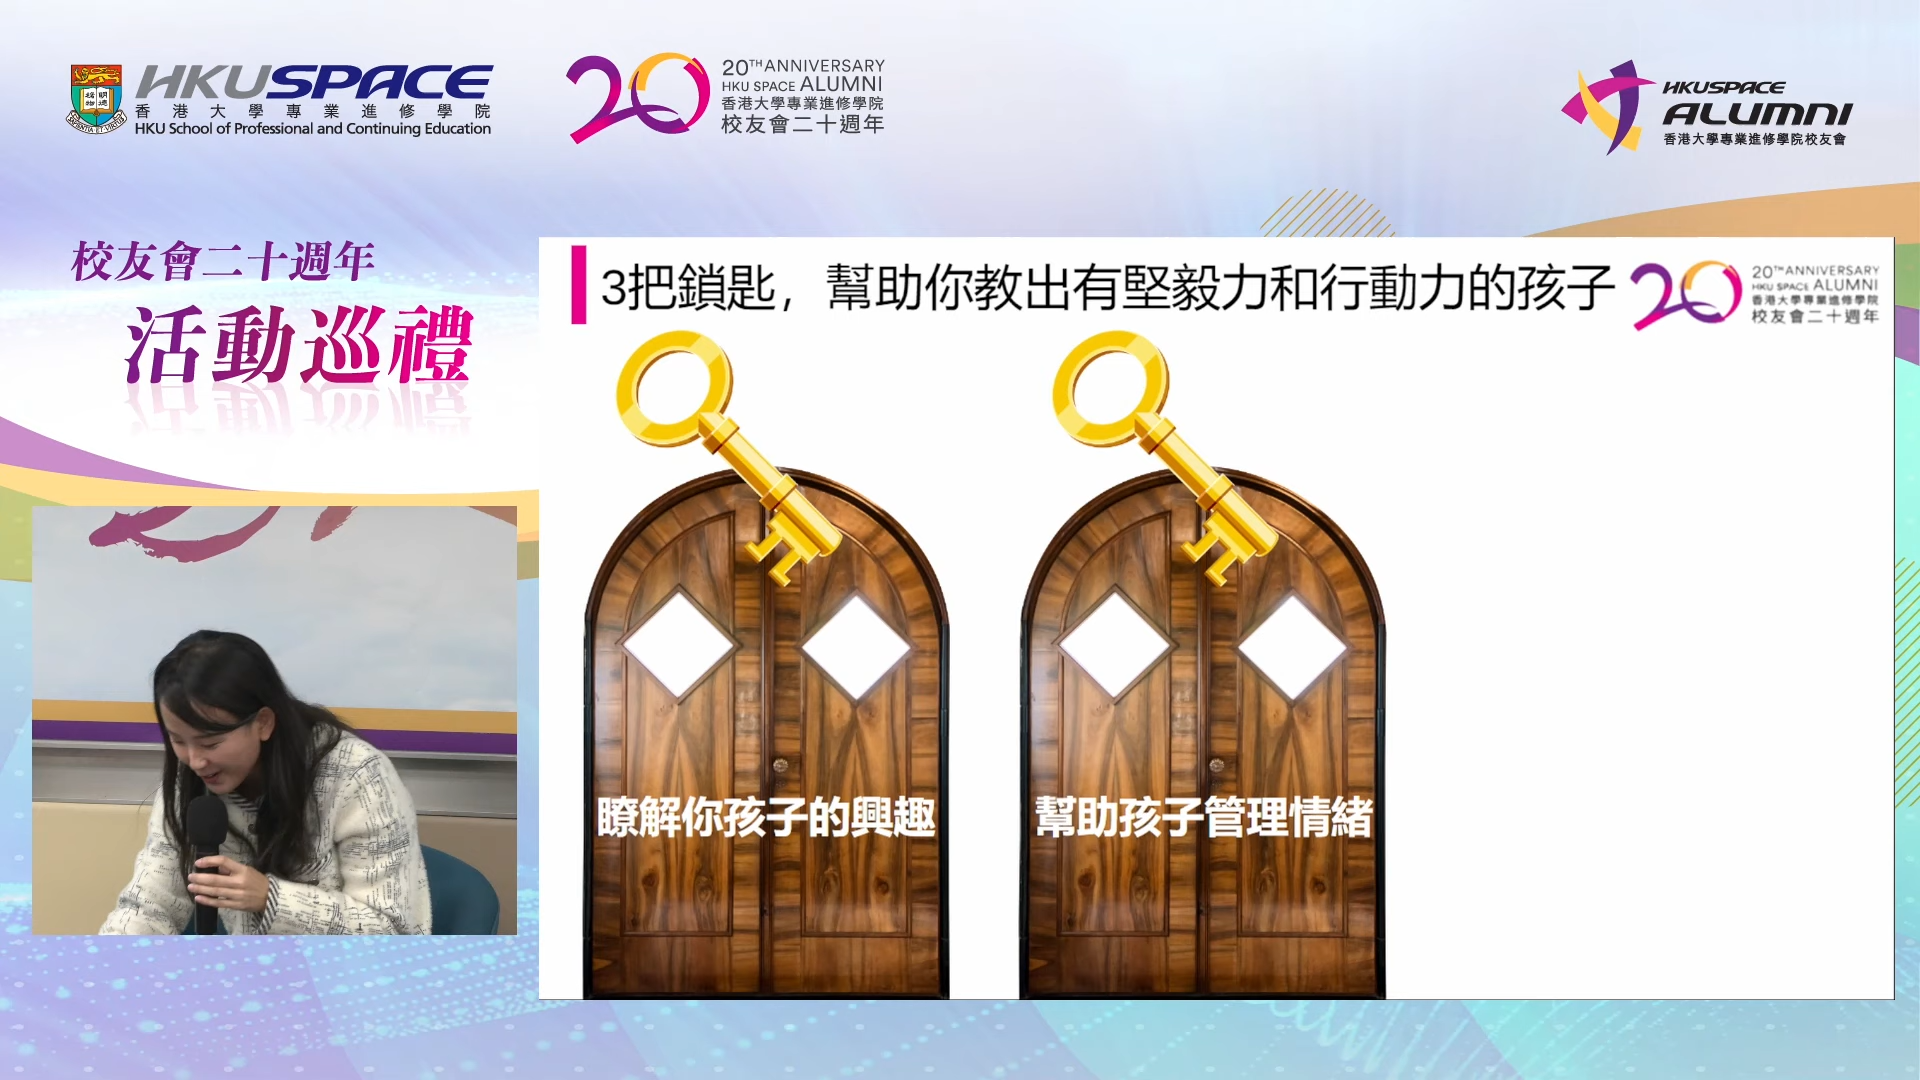 HKUSPACE
香港大學專業進修學院
HKU School of Professional and Continuing Education
20
20TH ANNIVERSARY
HKU SPACE ALUMNI
香港大學專業進修學院
校友會二十週年
HKUSPACE
ALUMNI
香港大學專業進修學院校友會
校友會二十週年
活動巡禮
3把鎖匙，幫助你教出有堅毅力和行動力的孩子
20
20TH ANNIVERSARY
HKU SPACE ALUMNI
香港大學專業進修學院
校友會二十週年
瞭解你孩子的興趣
幫助孩子管理情緒